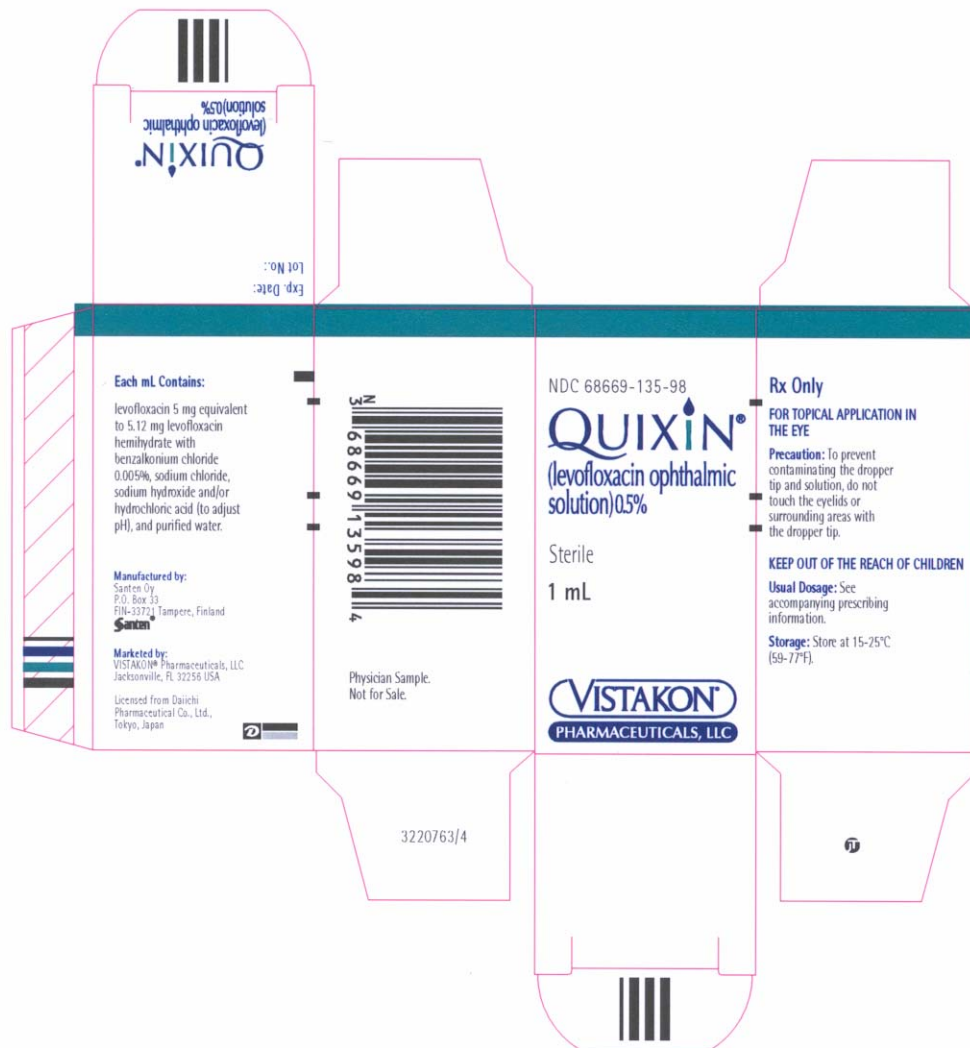 QUIXIN®
(levofloxacin ophthalmic
solution)0.5%
Lot No.:
Exp. Date:
Each mL Contains:
levofloxacin 5 mg equivalent
to 5.12 mg levofloxacin
hemihydrate with
benzalkonium chloride
0.005%, sodium chloride,
sodium hydroxide and/or
hydrochloric acid (to adjust
pH), and purified water.
Manufactured by:
Santen Oy
P.O. Box 33
FIN-33721 Tampere, Finland
Santen®
Marketed by:
VISTAKON® Pharmaceuticals, LLC
Jacksonville, FL 32256 USA
Licensed from Daiichi
Pharmaceutical Co., Ltd.,
Tokyo, Japan
D
N
3 68669 13598 4
Physician Sample.
Not for Sale.
3220763/4
NDC 68669-135-98
QUIXIN®
(levofloxacin ophthalmic
solution)0.5%
Sterile
1 mL
VISTAKON®
PHARMACEUTICALS, LLC
Rx Only
FOR TOPICAL APPLICATION IN
THE EYE
Precaution: To prevent
contaminating the dropper
tip and solution, do not
touch the eyelids or
surrounding areas with
the dropper tip.
KEEP OUT OF THE REACH OF CHILDREN
Usual Dosage: See
accompanying prescribing
information.
Storage: Store at 15-25°C
(59-77°F).